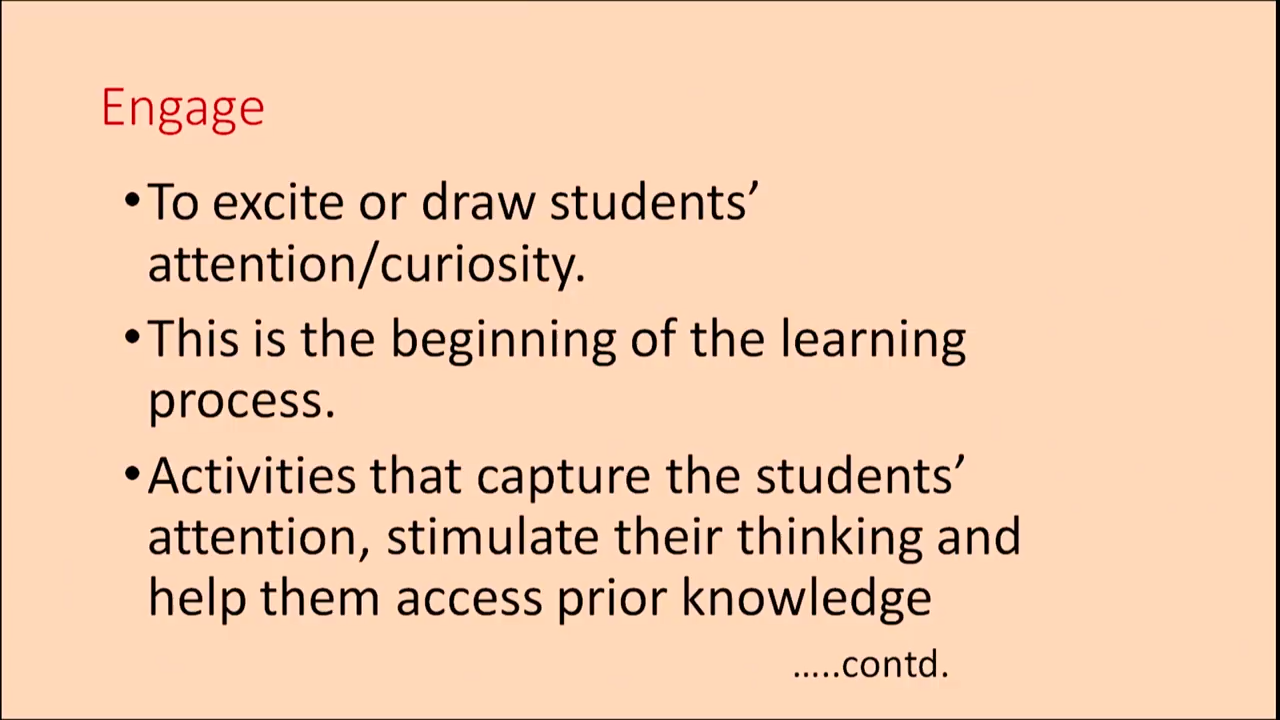 Engage
•To excite or draw students’
attention/curiosity.
•This is the beginning of the learning
process.
•Activities that capture the students’
attention, stimulate their thinking and
help them access prior knowledge
…..contd.